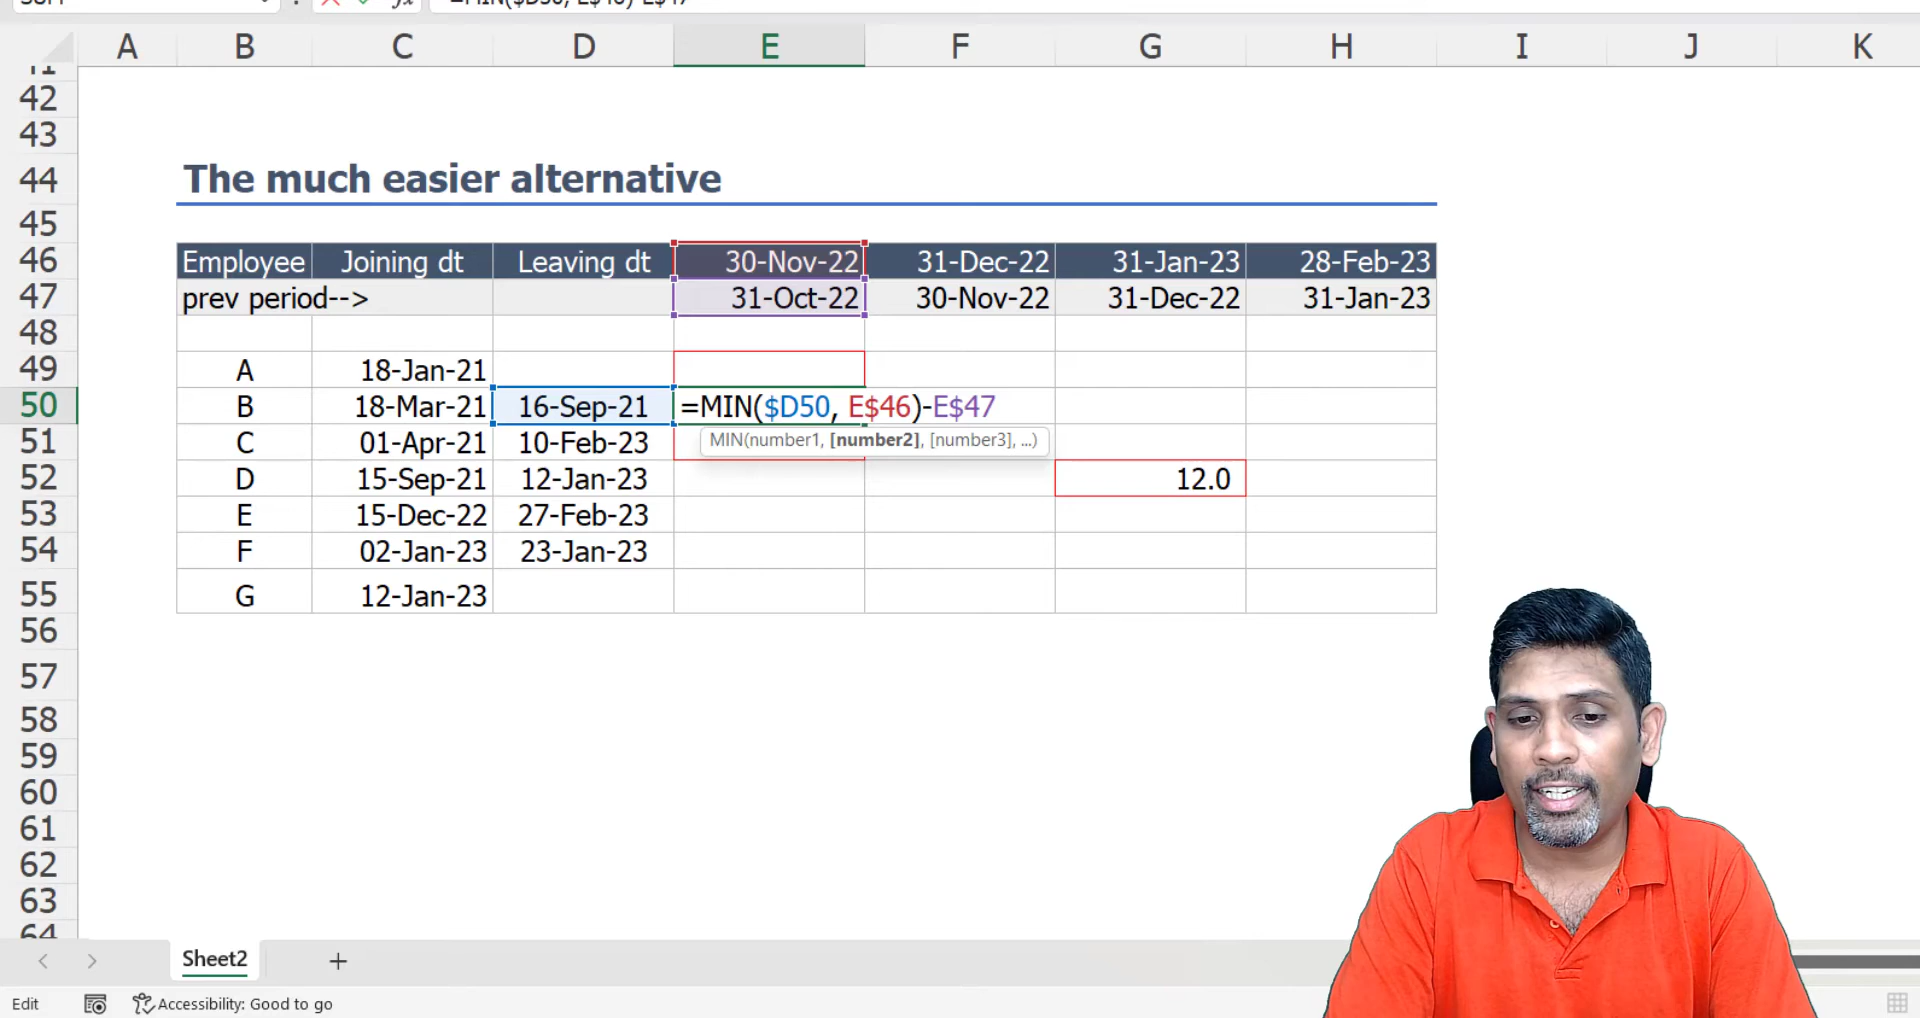 =MIN($D50, E$46)-E$47
A B C D E F G H I J K
42
43
44 The much easier alternative
45
46 Employee Joining dt Leaving dt 30-Nov-22 31-Dec-22 31-Jan-23 28-Feb-23
47 prev period--> 31-Oct-22 30-Nov-22 31-Dec-22 31-Jan-23
48
49 A 18-Jan-21
50 B 18-Mar-21 16-Sep-21 =MIN($D50, E$46)-E$47
51 C 01-Apr-21 10-Feb-23 MIN(number1, [number2], [number3], ...)
52 D 15-Sep-21 12-Jan-23 12.0
53 E 15-Dec-22 27-Feb-23
54 F 02-Jan-23 23-Jan-23
55 G 12-Jan-23
56
57
58
59
60
61
62
63
64
Sheet2
Edit Accessibility: Good to go